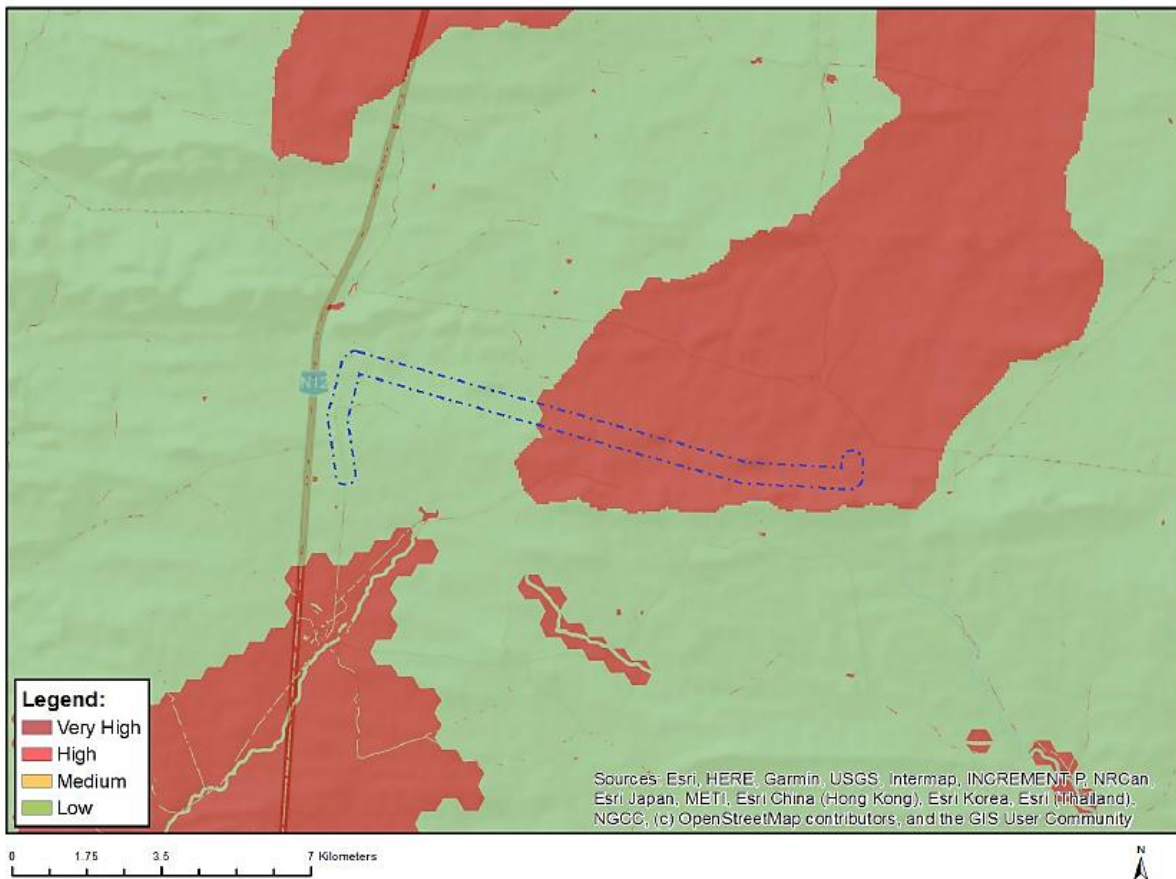 N12
Legend:
Very High
High
Medium
Low
Sources: Esri, HERE, Garmin, USGS, Intermap, INCREMENT P, NRCan,
Esri Japan, METI, Esri China (Hong Kong), Esri Korea, Esri (Thailand),
NGCC, (c) OpenStreetMap contributors, and the GIS User Community
0 1.75 3.5 7 Kilometers
N